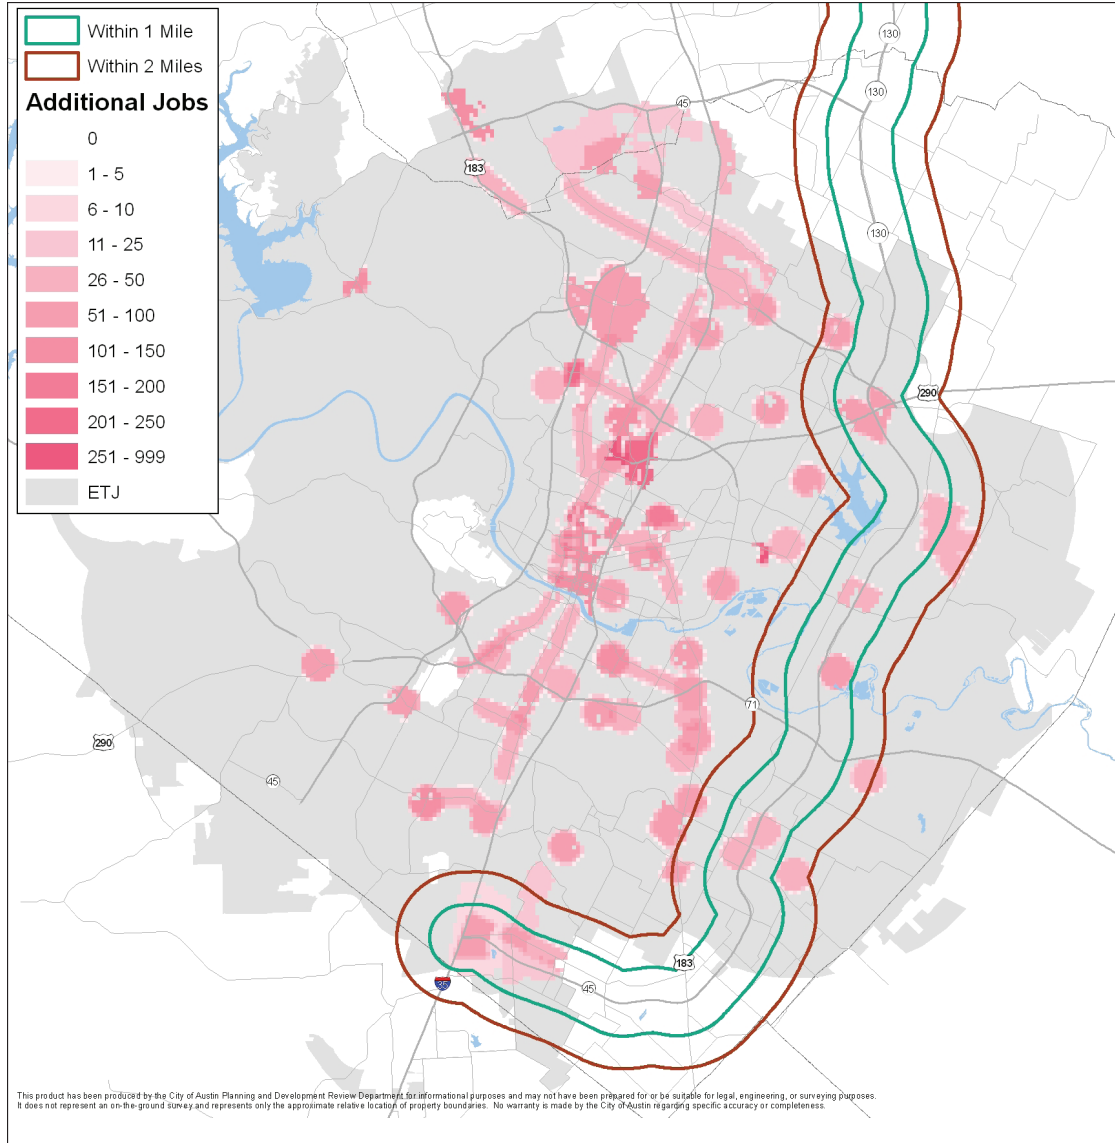 Within 1 Mile
Within 2 Miles
Additional Jobs
0
1 - 5
6 - 10
11 - 25
26 - 50
51 - 100
101 - 150
151 - 200
201 - 250
251 - 999
ETJ
130
130
45
183
130
290
71
290
45
183
35
45
This product has been produced by the City of Austin Planning and Development Review Department for informational purposes and may not have been prepared for or be suitable for legal, engineering, or surveying purposes.
It does not represent an on-the-ground survey and represents only the approximate relative location of property boundaries. No warranty is made by the City of Austin regarding specific accuracy or completeness.